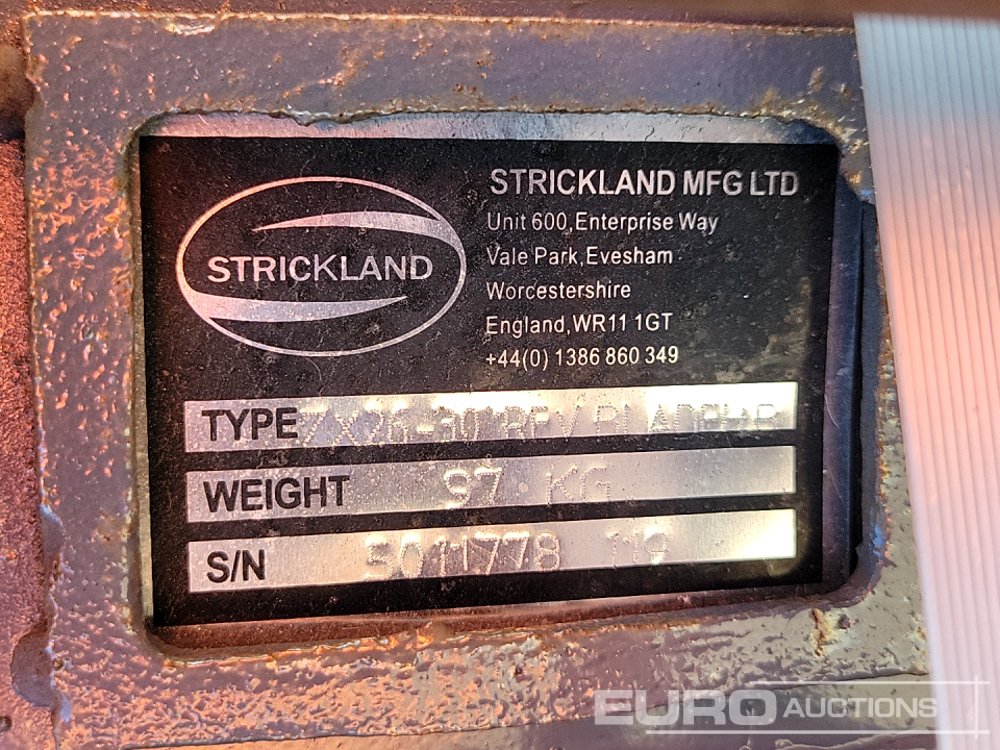 STRICKLAND
STRICKLAND MFG LTD
Unit 600, Enterprise Way
Vale Park, Evesham
Worcestershire
England, WR11 1GT
+44(0) 1386 860 349
TYPE
WEIGHT 97 KG
S/N 5011778
EURO AUCTIONS